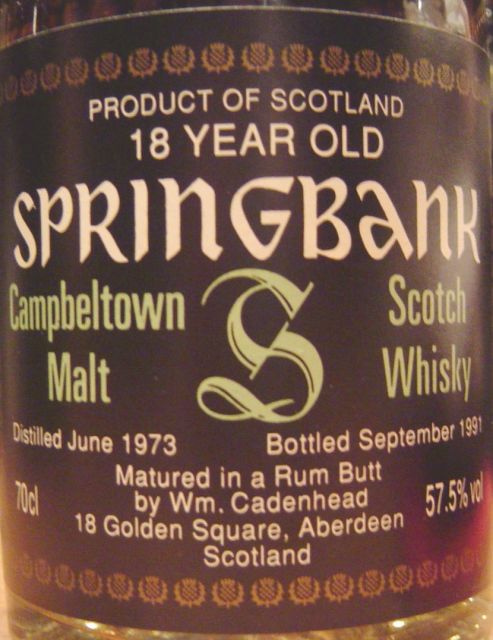 PRODUCT OF SCOTLAND
18 YEAR OLD
SPRINGBANK
Campbeltown
Malt
S
Scotch
Whisky
Distilled June 1973
Bottled September 1991
70cl
Matured in a Rum Butt
by Wm. Cadenhead
18 Golden Square, Aberdeen
Scotland
57.5% vol